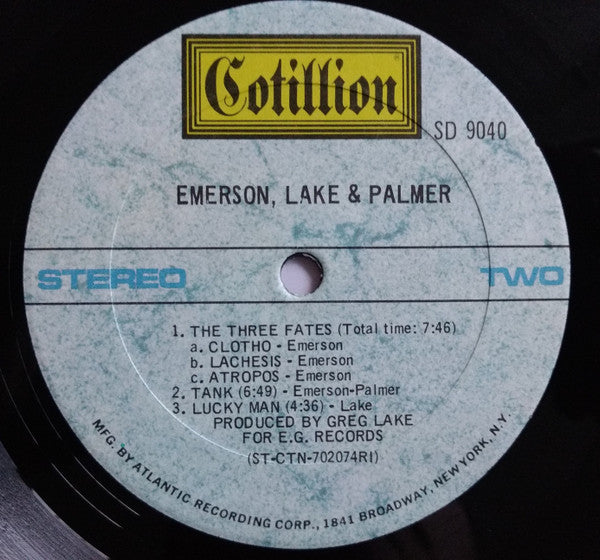 Cotillion
®
SD 9040
EMERSON, LAKE & PALMER
STEREO
TWO
1. THE THREE FATES (Total time: 7:46)
a. CLOTHO - Emerson
b. LACHESIS - Emerson
c. ATROPOS - Emerson
2. TANK (6:49) - Emerson-Palmer
3. LUCKY MAN (4:36) - Lake
PRODUCED BY GREG LAKE
FOR E.G. RECORDS
(ST-CTN-702074RI)
MFG. BY ATLANTIC RECORDING CORP., 1841 BROADWAY, NEW YORK, N.Y.